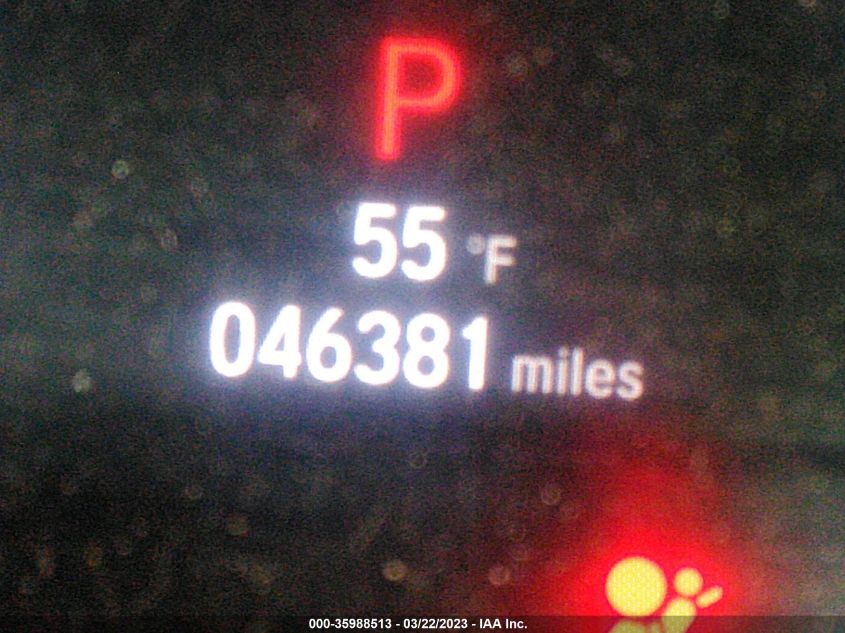 P
55 °F
046381 miles
000-35988513 - 03/22/2023 - IAA Inc.